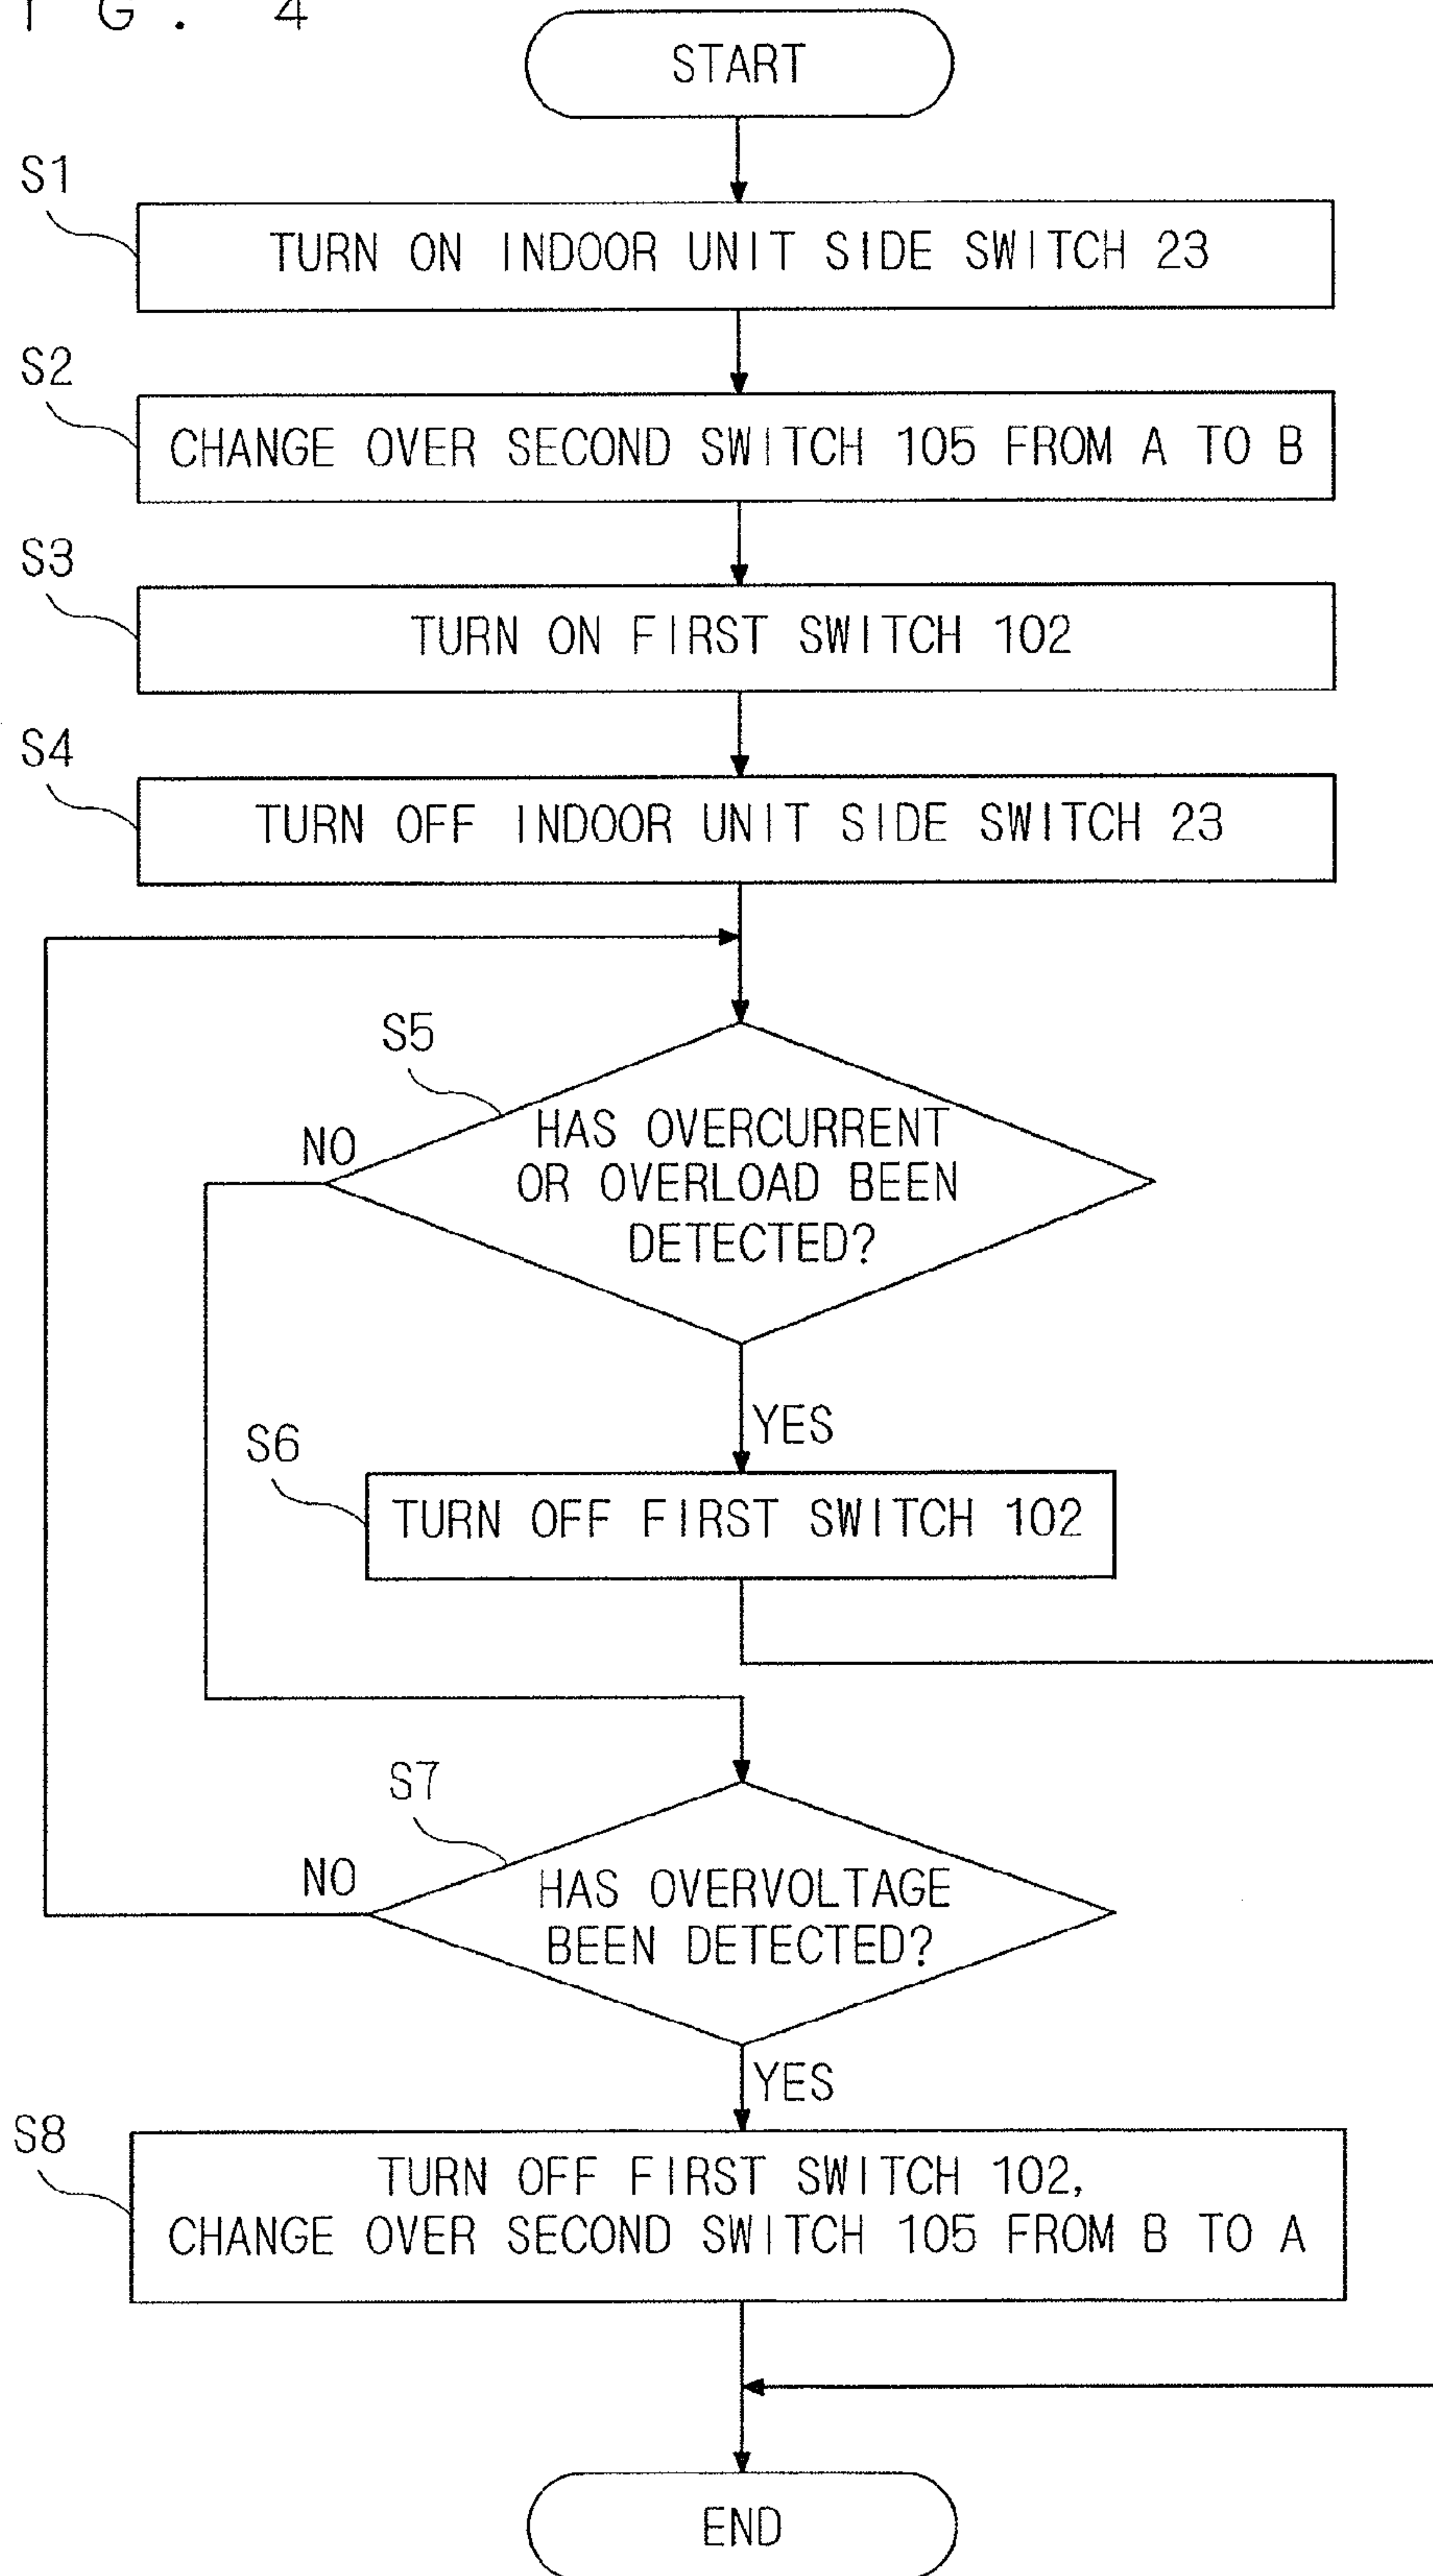 I G . 4
START
S1
TURN ON INDOOR UNIT SIDE SWITCH 23
S2
CHANGE OVER SECOND SWITCH 105 FROM A TO B
S3
TURN ON FIRST SWITCH 102
S4
TURN OFF INDOOR UNIT SIDE SWITCH 23
S5
NO
HAS OVERCURRENT
OR OVERLOAD BEEN
DETECTED?
YES
S6
TURN OFF FIRST SWITCH 102
S7
NO
HAS OVERVOLTAGE
BEEN DETECTED?
YES
S8
TURN OFF FIRST SWITCH 102,
CHANGE OVER SECOND SWITCH 105 FROM B TO A
END